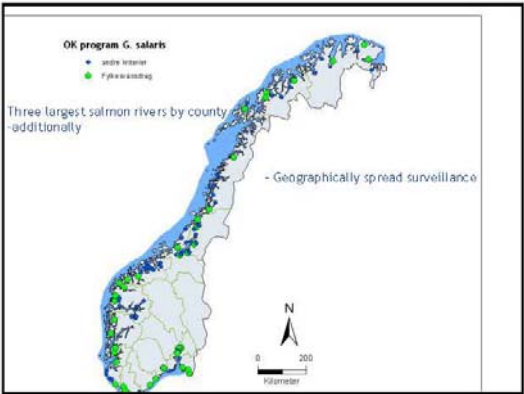 OK program G. salaris
andre kriterier
Fylkesvassdrag
Three largest salmon rivers by county
-additionally
- Geographically spread surveillance
N
0 200
Kilometer